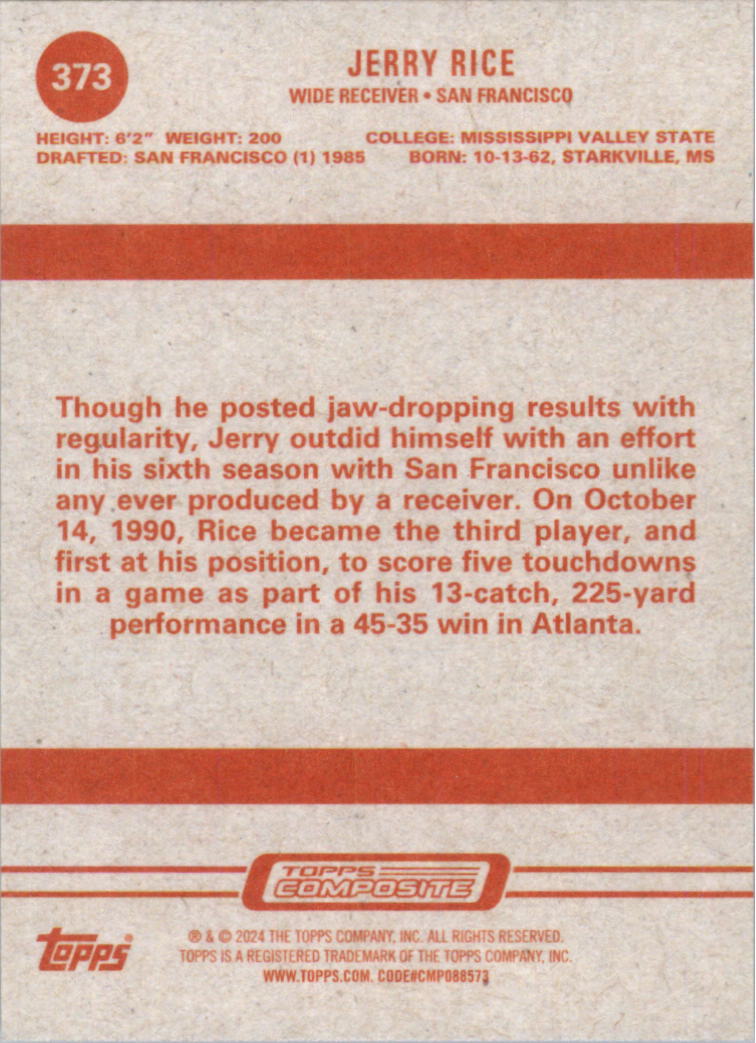 373
JERRY RICE
WIDE RECEIVER • SAN FRANCISCO
HEIGHT: 6'2" WEIGHT: 200
COLLEGE: MISSISSIPPI VALLEY STATE
DRAFTED: SAN FRANCISCO (1) 1985
BORN: 10-13-62, STARKVILLE, MS
Though he posted jaw-dropping results with
regularity, Jerry outdid himself with an effort
in his sixth season with San Francisco unlike
any ever produced by a receiver. On October
14, 1990, Rice became the third player, and
first at his position, to score five touchdowns
in a game as part of his 13-catch, 225-yard
performance in a 45-35 win in Atlanta.
TOPPS
COMPOSITE
topps®
® & © 2024 THE TOPPS COMPANY, INC. ALL RIGHTS RESERVED.
TOPPS IS A REGISTERED TRADEMARK OF THE TOPPS COMPANY, INC.
WWW.TOPPS.COM. CODE#CMP088573